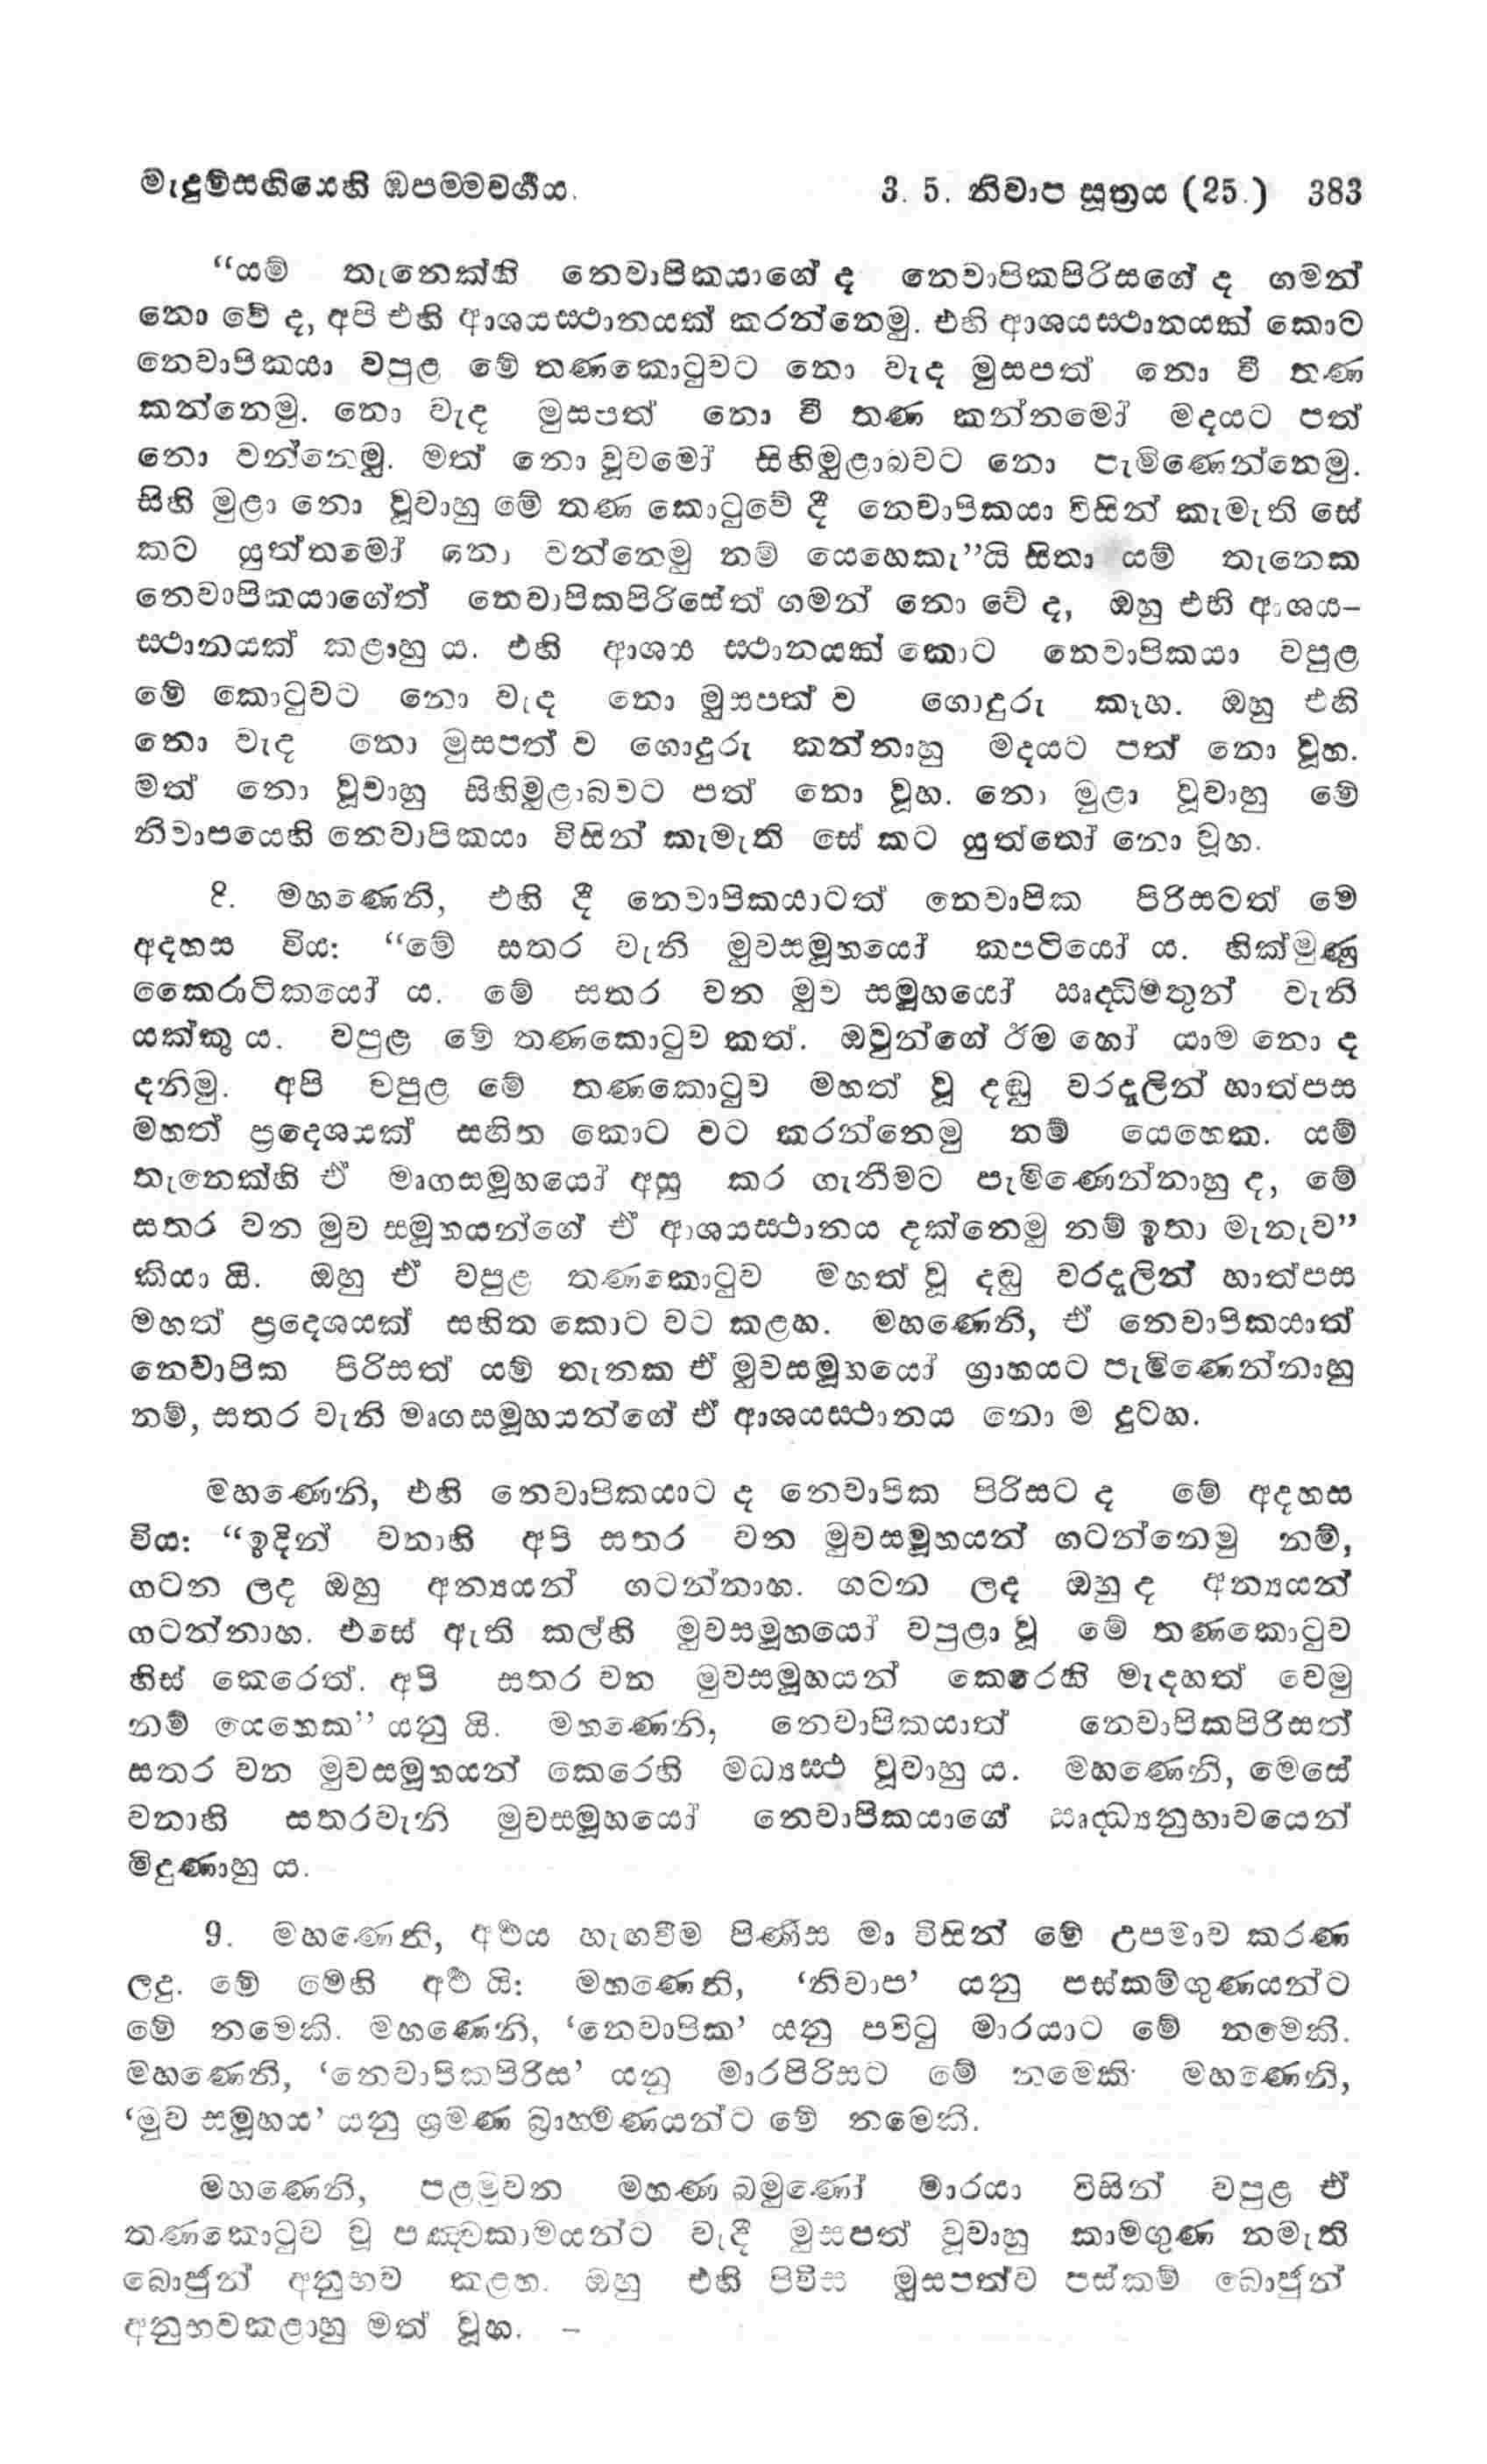 මැදුම්සඟියෙහි ඔපම්මවර්‍ගය. 3. 5. නිවාප සූත්‍රය (25.) 383
“යම් තැනෙක්හි නෙවාපිකයාගේ ද නෙවාපිකපිරිසගේ ද ගමන්
නො වේ ද, අපි එහි ආශයස්ථානයක් කරන්නෙමු. එහි ආශයස්ථානයක් කොට
නෙවාපිකයා වපුළ මේ තණකොටුවට නො වැද මුසපත් නො වී තණ
කන්නෙමු. නො වැද මුසපත් නො වී තණ කන්නමෝ මදයට පත්
නො වන්නෙමු. මත් නො වූවමෝ සිහිමුළාබවට නො පැමිණෙන්නෙමු.
සිහි මුළා නො වූවාහු මේ තණ කොටුවේ දී නෙවාපිකයා විසින් කැමැති සේ
කට යුත්තමෝ නො වන්නෙමු නම් යෙහෙකැ”යි සිතා යම් තැනෙක
නෙවාපිකයාගේත් නෙවාපිකපිරිසේත් ගමන් නො වේ ද, ඔහු එහි ආශය–
ස්ථානයක් කළාහු ය. එහි ආශය ස්ථානයක් කොට නෙවාපිකයා වපුළ
මේ කොටුවට නො වැද නො මුසපත් ව ගොදුරු කෑහ. ඔහු එහි
නො වැද නො මුසපත් ව ගොදුරු කන්නාහු මදයට පත් නො වූහ.
මත් නො වූවාහු සිහිමුළාබවට පත් නො වූහ. නො මුළා වූවාහු මේ
නිවාපයෙහි නෙවාපිකයා විසින් කැමැති සේ කට යුත්තෝ නො වූහ.
8. මහණෙනි, එහි දී නෙවාපිකයාටත් නෙවාපික පිරිසටත් මෙ
අදහස විය: “මේ සතර වැනි මුවසමූහයෝ කපටියෝ ය. හික්මුණු
කෛරාටිකයෝ ය. මේ සතර වන මුව සමූහයෝ ඍද්ධිමතුන් වැනි
යක්කු ය. වපුළ මේ තණකොටුව කත්. ඔවුන්ගේ ඊම හෝ යාම නො ද
දනිමු. අපි වපුළ මේ තණකොටුව මහත් වූ දඬු වරදැලින් හාත්පස
මහත් ප්‍රදෙශයක් සහිත කොට වට කරන්නෙමු නම් යෙහෙක. යම්
තැනෙක්හි ඒ මෘගසමූහයෝ අසු කර ගැනීමට පැමිණෙන්නාහු ද, මේ
සතර වන මුව සමූහයන්ගේ ඒ ආශයස්ථානය දක්නෙමු නම් ඉතා මැනැව”
කියා යි. ඔහු ඒ වපුළ තණකොටුව මහත් වූ දඬු වරදැලින් හාත්පස
මහත් ප්‍රදෙශයක් සහිත කොට වට කළහ. මහණෙනි, ඒ නෙවාපිකයාත්
නෙවාපික පිරිසත් යම් තැනක ඒ මුවසමූහයෝ ග්‍රාහයට පැමිණෙන්නාහු
නම්, සතර වැනි මෘගසමූහයන්ගේ ඒ ආශයස්ථානය නො ම දුටහ.
මහණෙනි, එහි නෙවාපිකයාට ද නෙවාපික පිරිසට ද මේ අදහස
විය: “ඉදින් වනාහි අපි සතර වන මුවසමූහයන් ගටන්නෙමු නම්,
ගටන ලද ඔහු අන්‍යයන් ගටන්නාහ. ගටන ලද ඔහු ද අන්‍යයන්
ගටන්නාහ. එසේ ඇති කල්හි මුවසමූහයෝ වපුළා වූ මේ තණකොටුව
හිස් කෙරෙත්. අපි සතර වන මුවසමූහයන් කෙරෙහි මැදහත් වෙමු
නම් යෙහෙක” යනු යි. මහණෙනි, නෙවාපිකයාත් නෙවාපිකපිරිසත්
සතර වන මුවසමූහයන් කෙරෙහි මධ්‍යස්ථ වූවාහු ය. මහණෙනි, මෙසේ
වනාහි සතරවැනි මුවසමූහයෝ නෙවාපිකයාගේ ඍද්ධ්‍යනුභාවයෙන්
මිදුණාහු ය.
9. මහණෙනි, අර්‍ථය හැඟවීම පිණිස මා විසින් මේ උපමාව කරණ
ලදු. මේ මෙහි අර්‍ථ යි: මහණෙනි, ‘නිවාප’ යනු පස්කම්ගුණයන්ට
මේ නමෙකි. මහණෙනි, ‘නෙවාපික’ යනු පවිටු මාරයාට මේ නමෙකි.
මහණෙනි, ‘නෙවාපිකපිරිස’ යනු මාරපිරිසට මේ නමෙකි. මහණෙනි,
‘මුව සමූහය’ යනු ශ්‍රමණ බ්‍රාහ්මණයන්ට මේ නමෙකි.
මහණෙනි, පළමුවන මහණ බමුණෝ මාරයා විසින් වපුළ ඒ
තණකොටුව වූ පඤ්චකාමයන්ට වැදී මුසපත් වූවාහු කාමගුණ නමැති
බොජුන් අනුභව කළහ. ඔහු එහි පිවිස මුසපත්ව පස්කම් බොජුන්
අනුභවකළාහු මත් වූහ. –